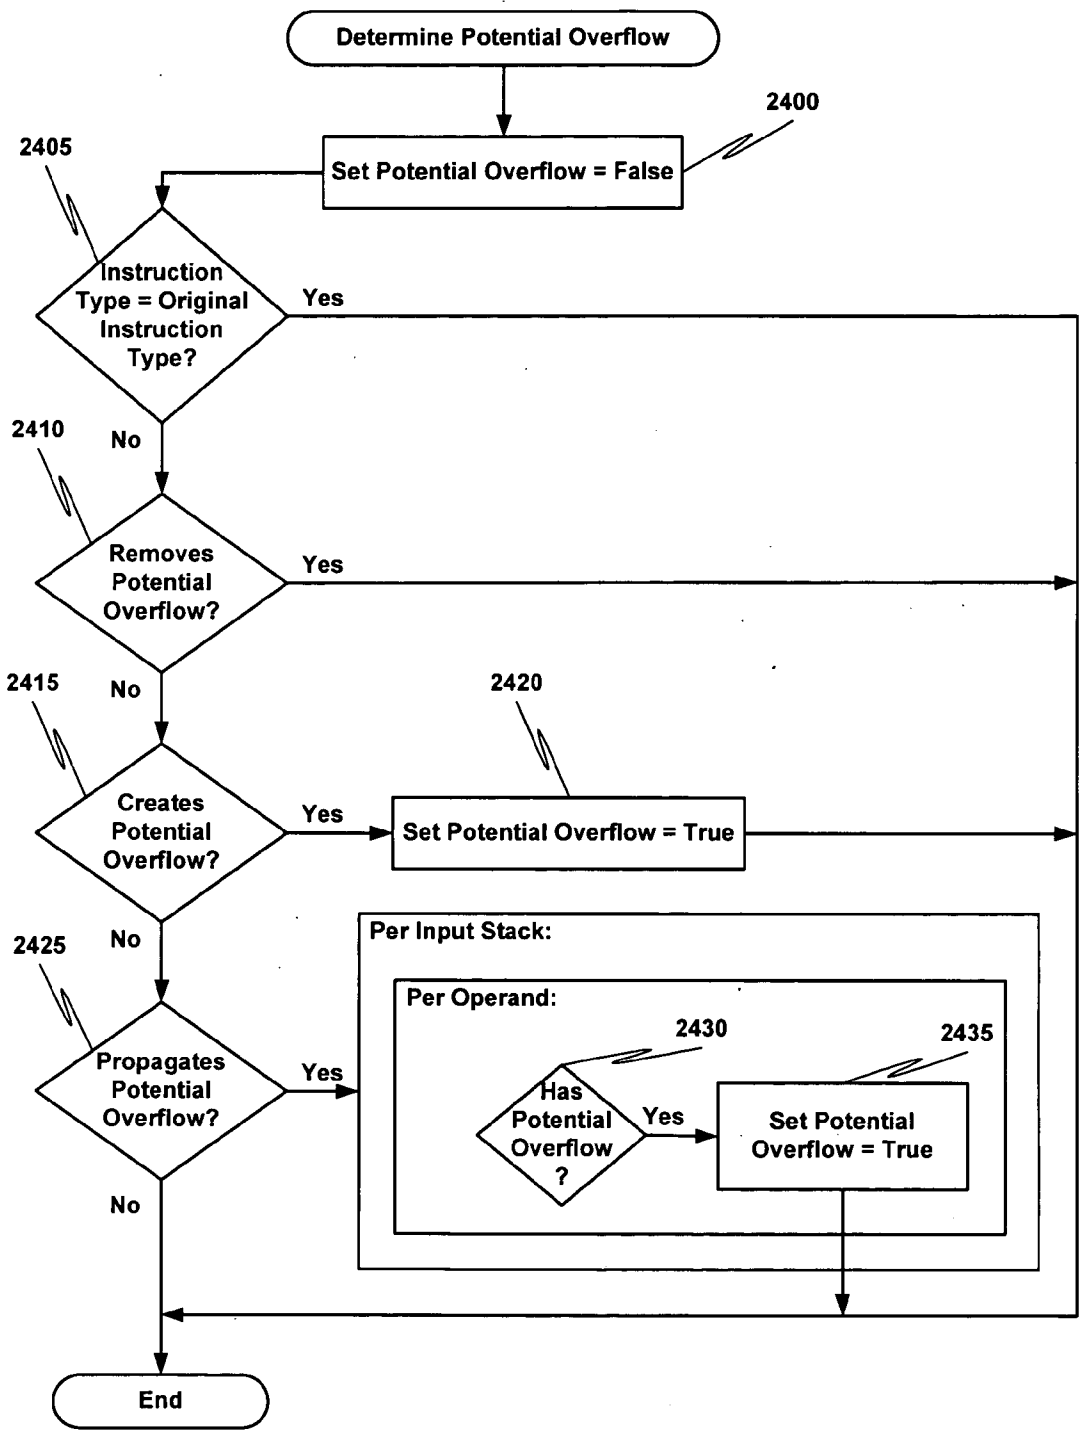 Determine Potential Overflow
2400
2405
Set Potential Overflow = False
Instruction
Type = Original
Instruction
Type?
Yes
No
2410
Removes
Potential
Overflow?
Yes
No
2415
2420
Creates
Potential
Overflow?
Yes
Set Potential Overflow = True
No
2425
Per Input Stack:
Per Operand:
2430
2435
Propagates
Potential
Overflow?
Yes
Has
Potential
Overflow
?
Yes
Set Potential
Overflow = True
No
End